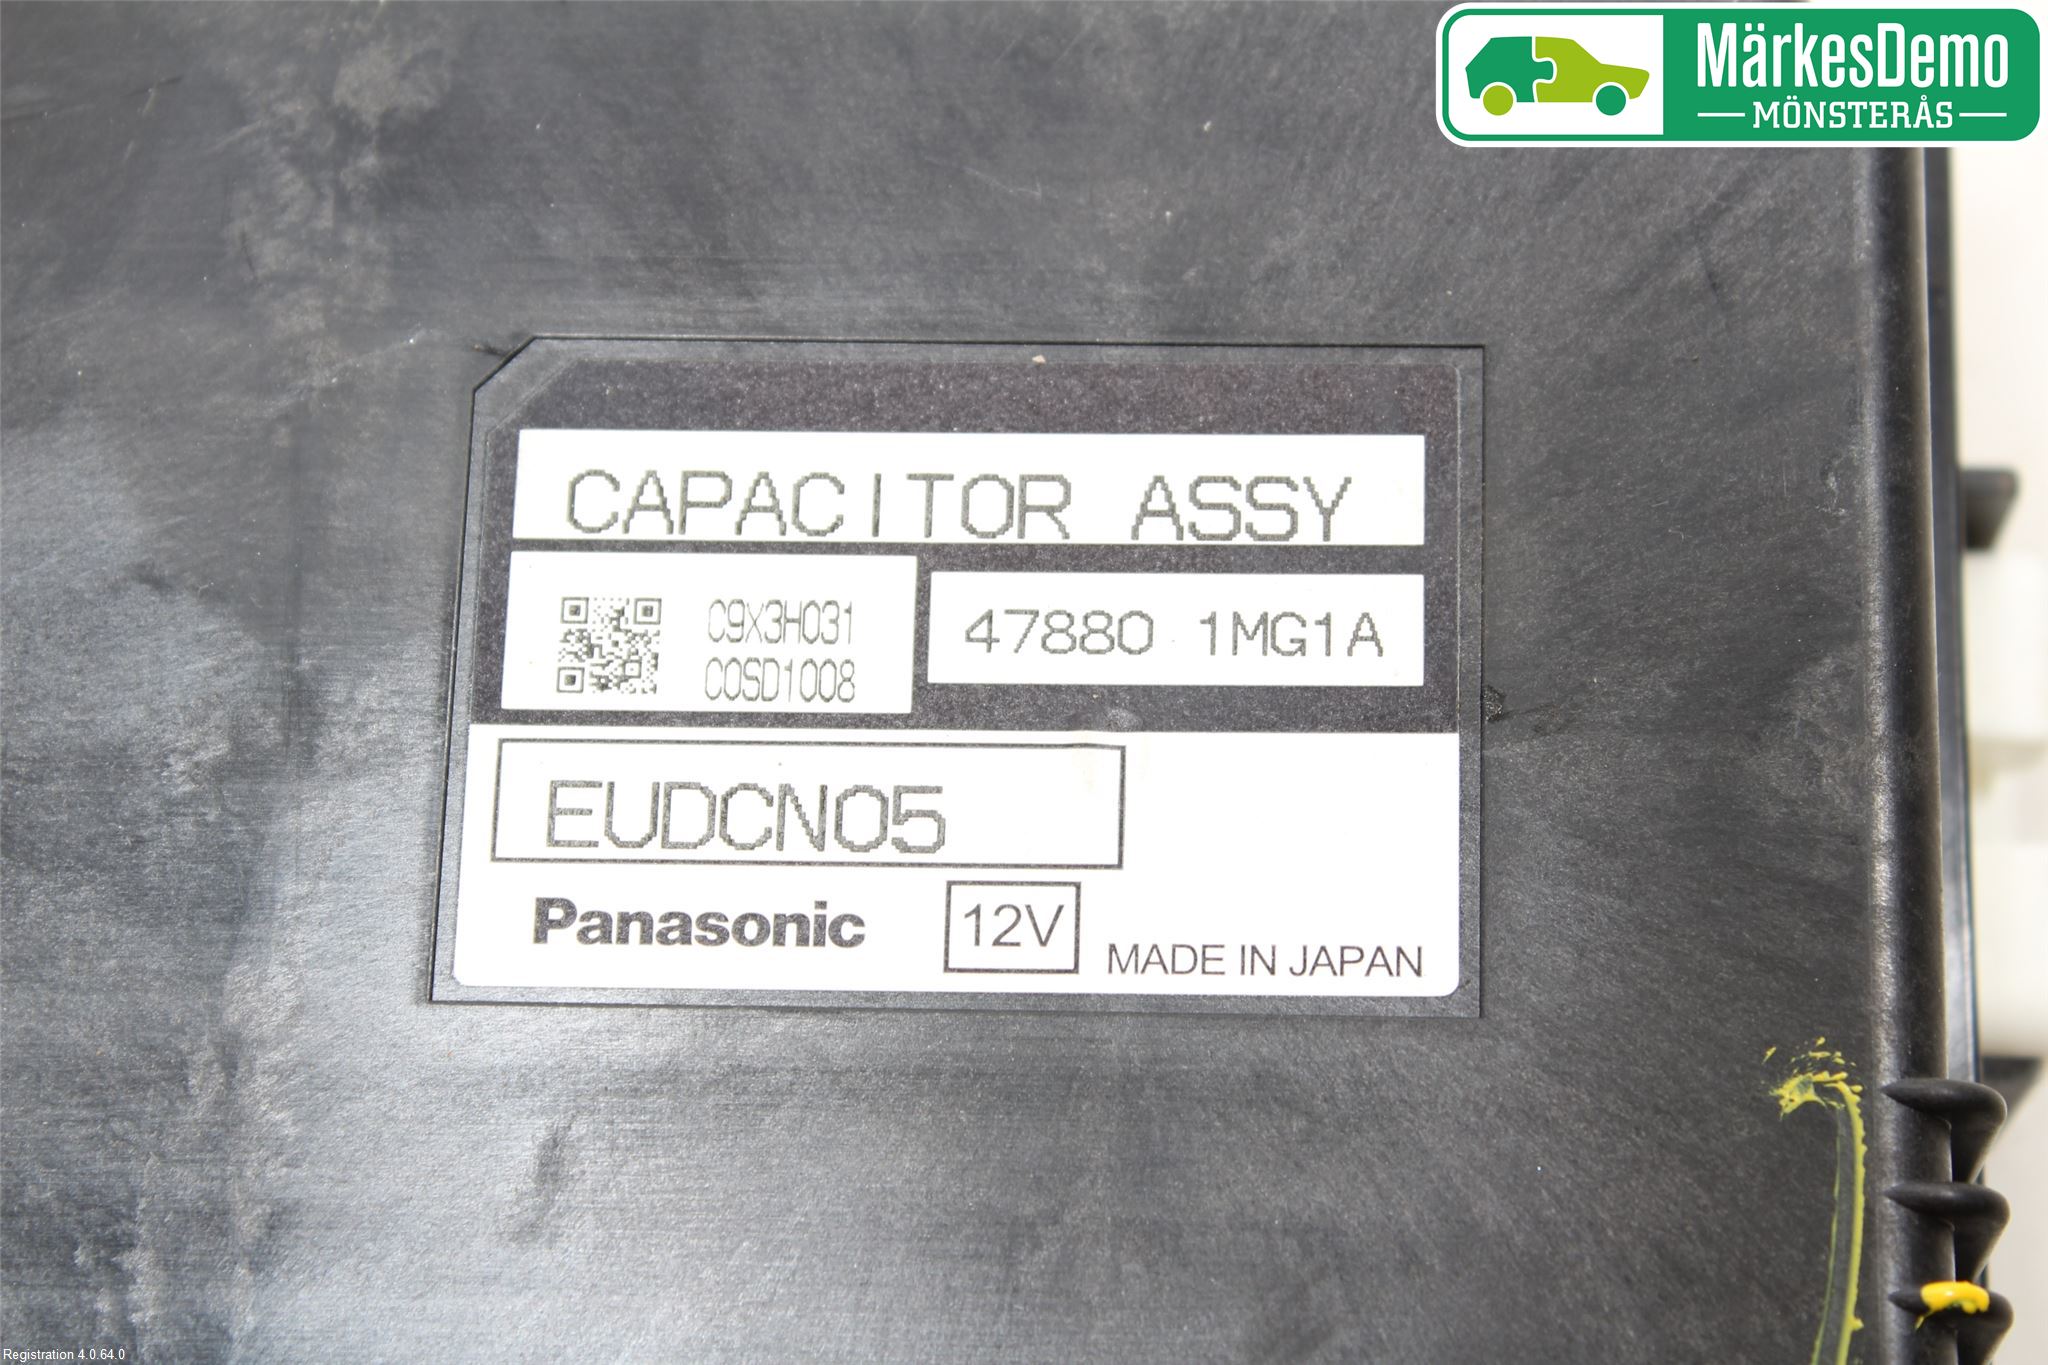 MärkesDemo
MÖNSTERÅS
CAPACITOR ASSY
C9X3H031
C0SD1008
47880 1MG1A
EUDCN05
Panasonic
12V
MADE IN JAPAN
Registration 4.0.64.0